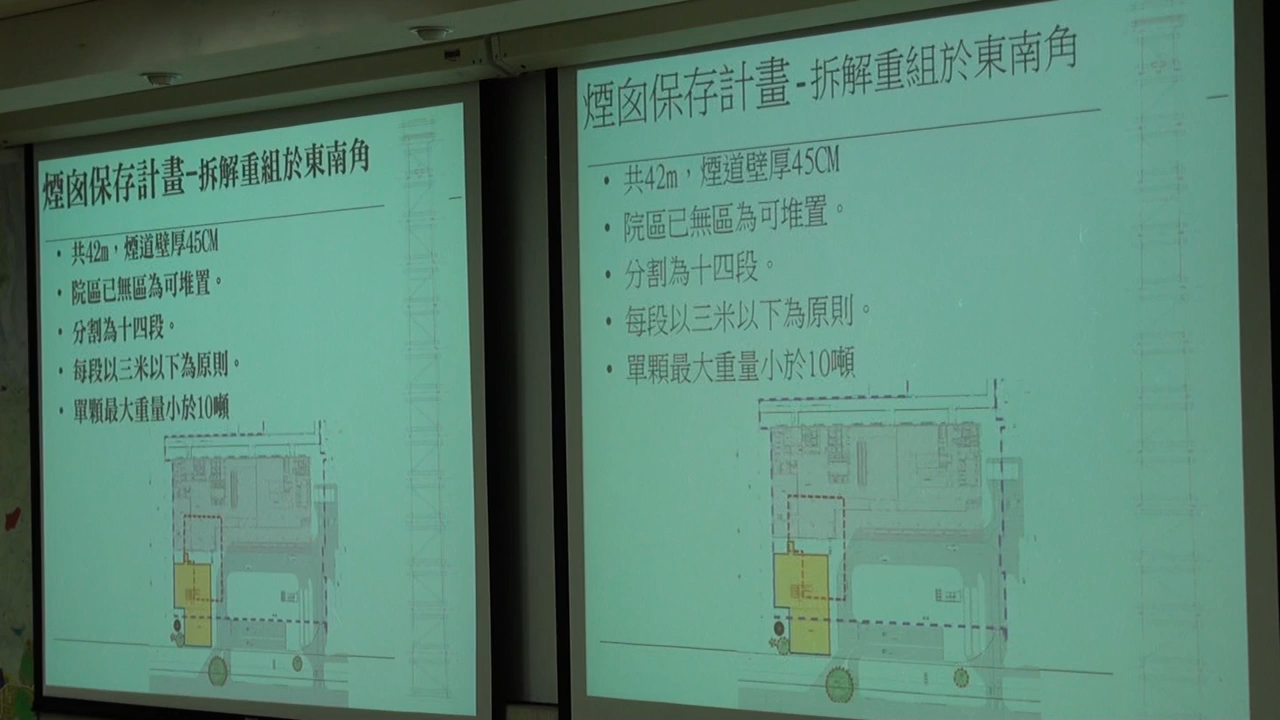 煙囪保存計畫-拆解重組於東南角
• 共42m，煙道壁厚45CM
• 院區已無區為可堆置。
• 分割為十四段。
• 每段以三米以下為原則。
• 單顆最大重量小於10噸
煙囪保存計畫-拆解重組於東南角
• 共42m，煙道壁厚45CM
• 院區已無區為可堆置。
• 分割為十四段。
• 每段以三米以下為原則。
• 單顆最大重量小於10噸